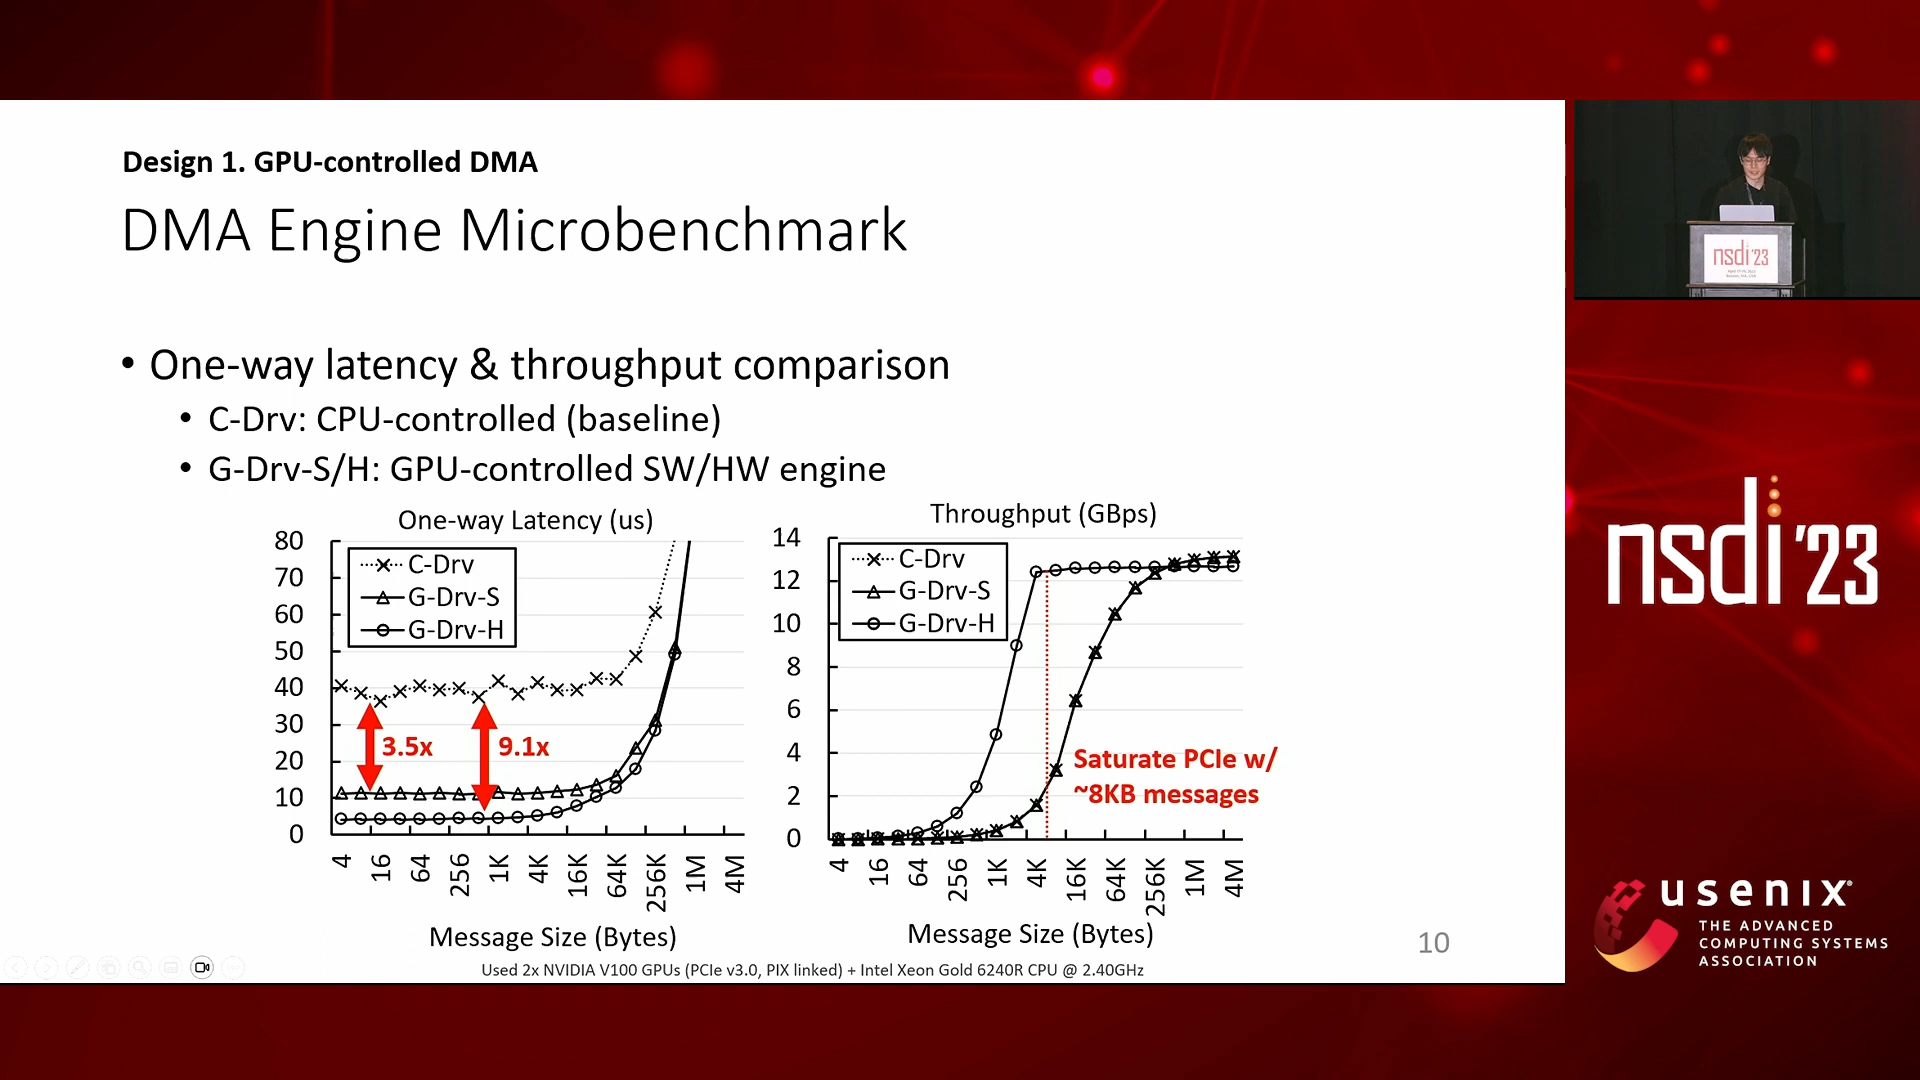 Design 1. GPU-controlled DMA
DMA Engine Microbenchmark
• One-way latency & throughput comparison
• C-Drv: CPU-controlled (baseline)
• G-Drv-S/H: GPU-controlled SW/HW engine
One-way Latency (us)
80
70
60
50
40
30
20
10
0
C-Drv
G-Drv-S
G-Drv-H
3.5x
9.1x
4 16 64 256 1K 4K 16K 64K 256K 1M 4M
Message Size (Bytes)
Throughput (GBps)
14
12
10
8
6
4
2
0
C-Drv
G-Drv-S
G-Drv-H
Saturate PCIe w/
~8KB messages
4 16 64 256 1K 4K 16K 64K 256K 1M 4M
Message Size (Bytes)
Used 2x NVIDIA V100 GPUs (PCIe v3.0, PIX linked) + Intel Xeon Gold 6240R CPU @ 2.40GHz
10
nsdi'23
nsdi'23
usenix®
THE ADVANCED
COMPUTING SYSTEMS
ASSOCIATION